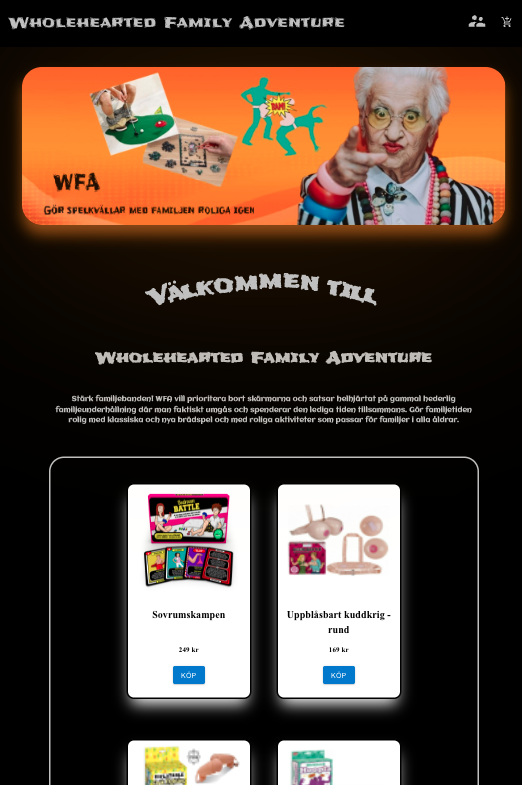 Wholehearted Family Adventure
BAM!
WFA
Gör spelkvällar med familjen roliga igen
Välkommen till
Wholehearted Family Adventure
Stärk familjebanden! WFA vill prioritera bort skärmarna och satsar helhjärtat på gammal hederlig
familjeunderhållning där man faktiskt umgås och spenderar den lediga tiden tillsammans. Gör familjetiden
rolig med klassiska och nya brädspel och med roliga aktiviteter som passar för familjer i alla åldrar.
BATTLE
Sovrumskampen
249 kr
KÖP
Uppblåsbart kuddkrig -
rund
169 kr
KÖP